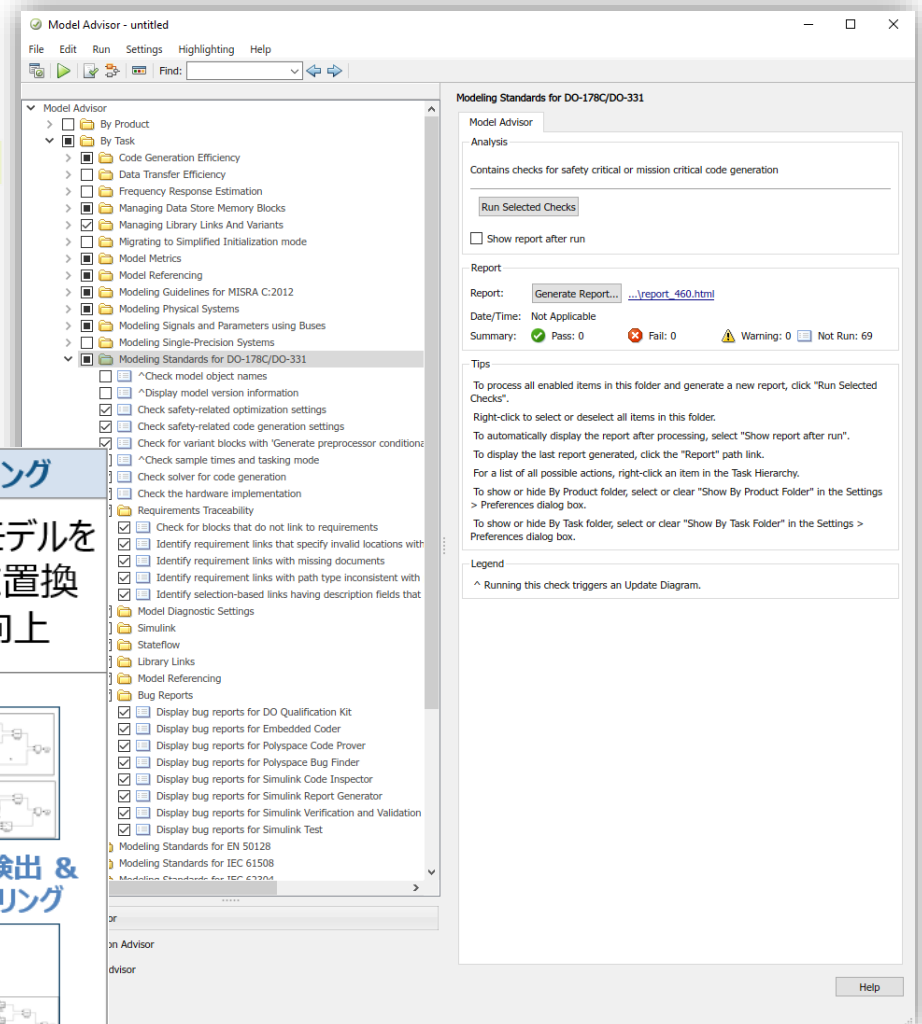 Model Advisor - untitled
File Edit Run Settings Highlighting Help
Find:
Model Advisor
By Product
By Task
Code Generation Efficiency
Data Transfer Efficiency
Frequency Response Estimation
Managing Data Store Memory Blocks
Managing Library Links And Variants
Migrating to Simplified Initialization mode
Model Metrics
Model Referencing
Modeling Guidelines for MISRA C:2012
Modeling Physical Systems
Modeling Signals and Parameters using Buses
Modeling Single-Precision Systems
Modeling Standards for DO-178C/DO-331
^Check model object names
^Display model version information
Check safety-related optimization settings
Check safety-related code generation settings
Check for variant blocks with 'Generate preprocessor conditiona
^Check sample times and tasking mode
Check solver for code generation
Check the hardware implementation
Requirements Traceability
Check for blocks that do not link to requirements
Identify requirement links that specify invalid locations with
Identify requirement links with missing documents
Identify requirement links with path type inconsistent with
Identify selection-based links having description fields that
Model Diagnostic Settings
Simulink
Stateflow
Library Links
Model Referencing
Bug Reports
Display bug reports for DO Qualification Kit
Display bug reports for Embedded Coder
Display bug reports for Polyspace Code Prover
Display bug reports for Polyspace Bug Finder
Display bug reports for Simulink Code Inspector
Display bug reports for Simulink Report Generator
Display bug reports for Simulink Verification and Validation
Display bug reports for Simulink Test
Modeling Standards for EN 50128
Modeling Standards for IEC 61508
Modeling Standards for IEC 62304
or
on Advisor
dvisor
Modeling Standards for DO-178C/DO-331
Model Advisor
Analysis
Contains checks for safety critical or mission critical code generation
Run Selected Checks
Show report after run
Report
Report: Generate Report... ...\report_460.html
Date/Time: Not Applicable
Summary: Pass: 0 Fail: 0 Warning: 0 Not Run: 69
Tips
To process all enabled items in this folder and generate a new report, click "Run Selected
Checks".
Right-click to select or deselect all items in this folder.
To automatically display the report after processing, select "Show report after run".
To display the last report generated, click the "Report" path link.
For a list of all possible actions, right-click an item in the Task Hierarchy.
To show or hide By Product folder, select or clear "Show By Product Folder" in the Settings
> Preferences dialog box.
To show or hide By Task folder, select or clear "Show By Task Folder" in the Settings >
Preferences dialog box.
Legend
^ Running this check triggers an Update Diagram.
Help
ング
モデルを
置換
向上
検出 &
リング